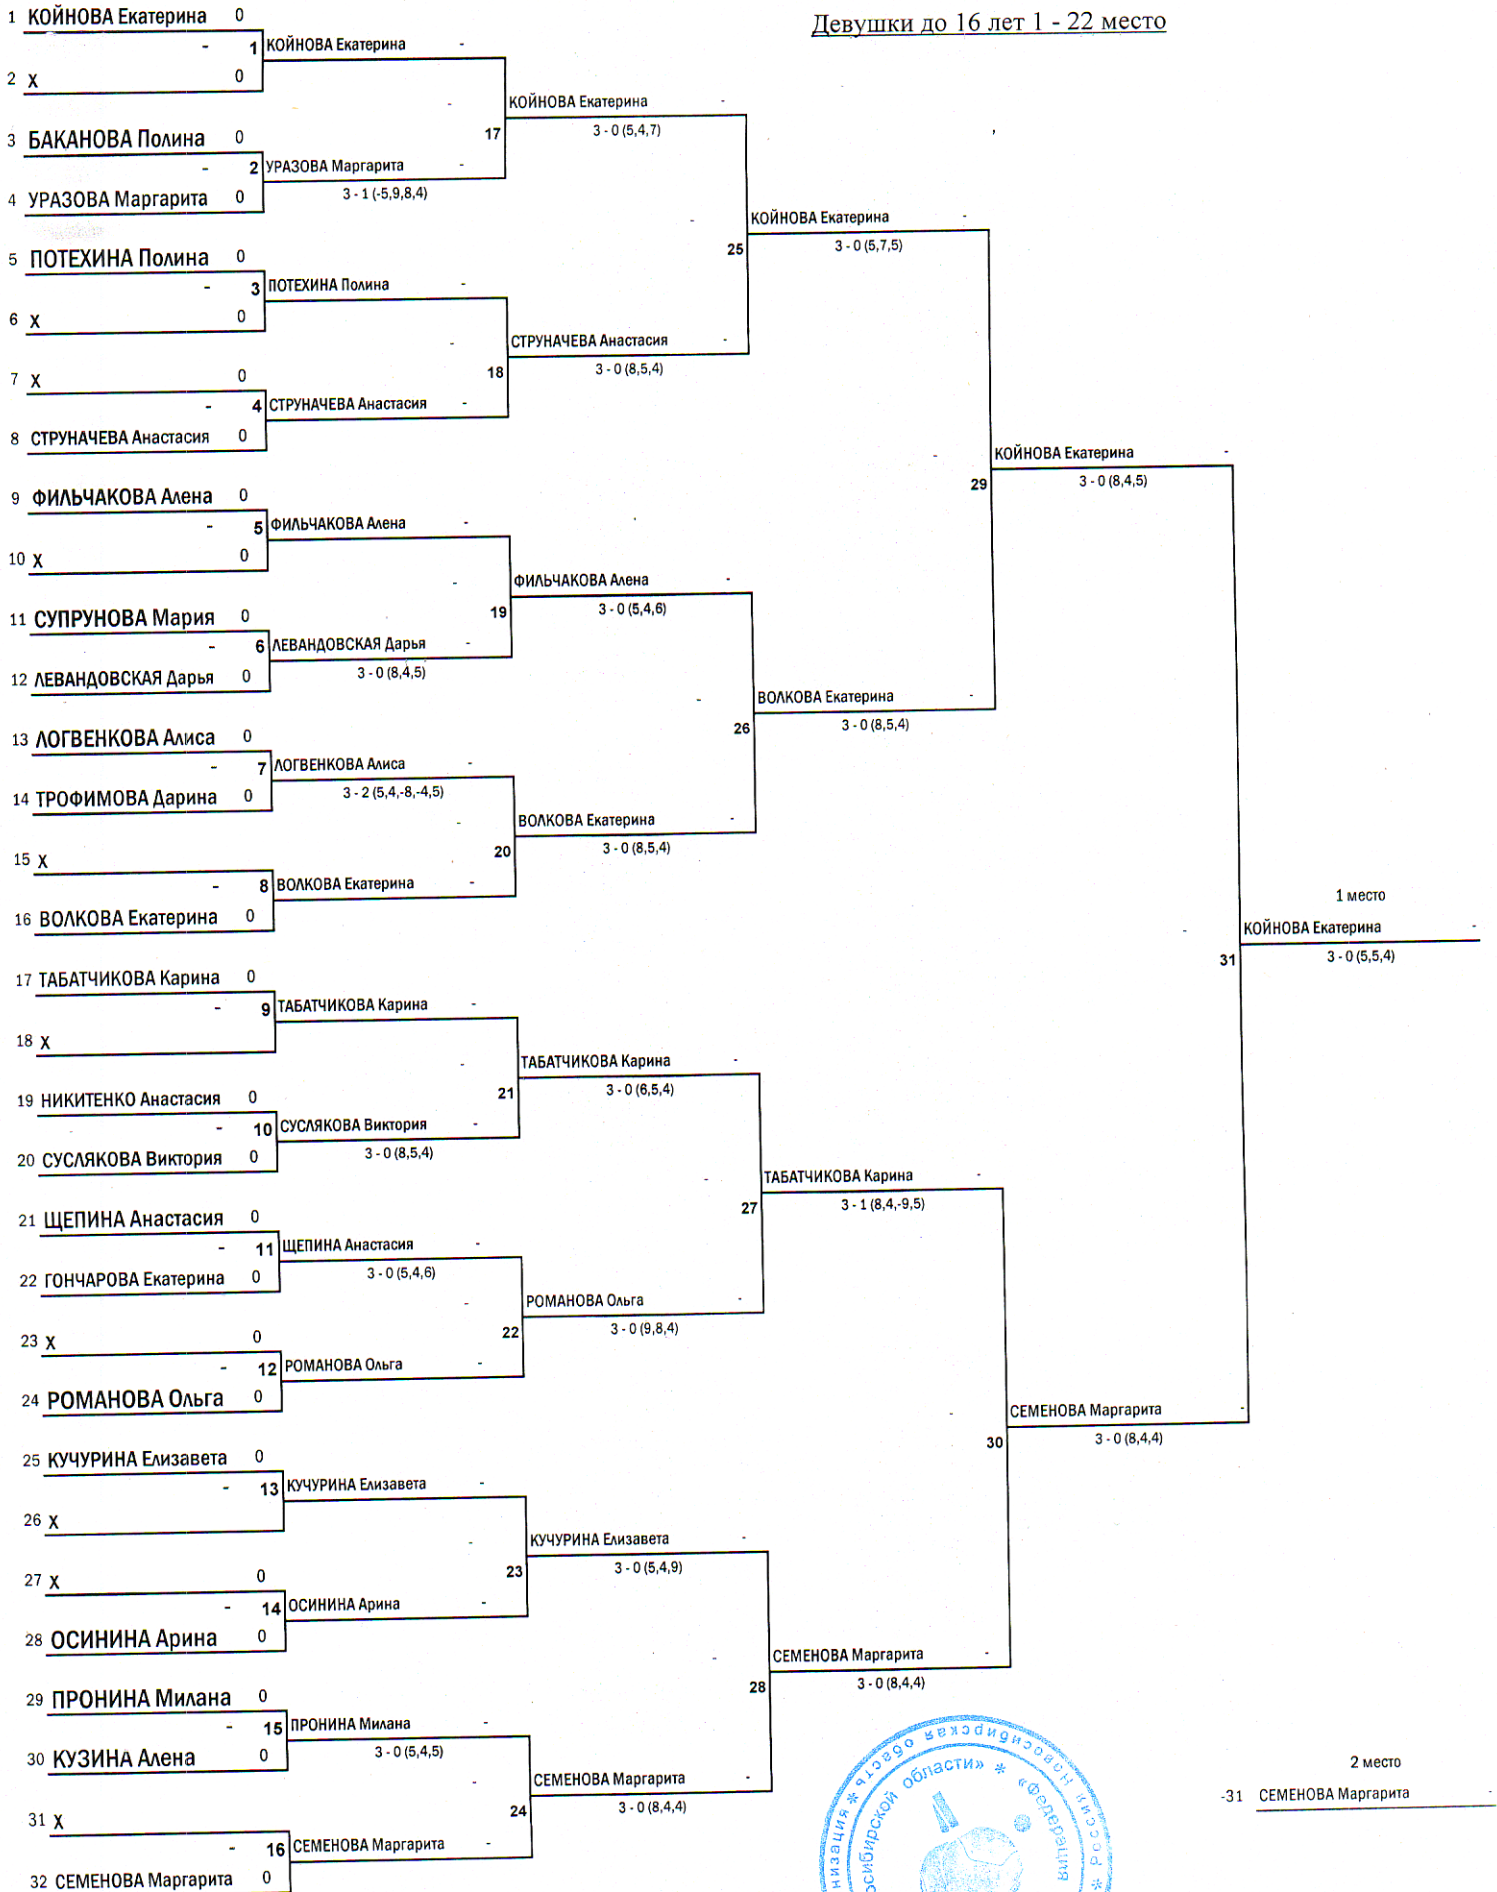 Девушки до 16 лет 1 - 22 место
1 КОЙНОВА Екатерина 0
- 1 КОЙНОВА Екатерина -
2 X 0
КОЙНОВА Екатерина -
17 3 - 0 (5,4,7)
3 БАКАНОВА Полина 0
- 2 УРАЗОВА Маргарита -
3 - 1 (-5,9,8,4)
4 УРАЗОВА Маргарита 0
КОЙНОВА Екатерина -
25 3 - 0 (5,7,5)
5 ПОТЕХИНА Полина 0
- 3 ПОТЕХИНА Полина -
6 X 0
СТРУНАЧЕВА Анастасия -
18 3 - 0 (8,5,4)
7 X 0
- 4 СТРУНАЧЕВА Анастасия -
8 СТРУНАЧЕВА Анастасия 0
КОЙНОВА Екатерина -
29 3 - 0 (8,4,5)
9 ФИЛЬЧАКОВА Алена 0
- 5 ФИЛЬЧАКОВА Алена -
10 X 0
ФИЛЬЧАКОВА Алена -
19 3 - 0 (5,4,6)
11 СУПРУНОВА Мария 0
- 6 ЛЕВАНДОВСКАЯ Дарья -
3 - 0 (8,4,5)
12 ЛЕВАНДОВСКАЯ Дарья 0
ВОЛКОВА Екатерина -
26 3 - 0 (8,5,4)
13 ЛОГВЕНКОВА Алиса 0
- 7 ЛОГВЕНКОВА Алиса -
3 - 2 (5,4,-8,-4,5)
14 ТРОФИМОВА Дарина 0
ВОЛКОВА Екатерина -
20 3 - 0 (8,5,4)
15 X
- 8 ВОЛКОВА Екатерина -
16 ВОЛКОВА Екатерина 0
1 место
КОЙНОВА Екатерина -
31 3 - 0 (5,5,4)
17 ТАБАТЧИКОВА Карина 0
- 9 ТАБАТЧИКОВА Карина -
18 X
ТАБАТЧИКОВА Карина -
21 3 - 0 (6,5,4)
19 НИКИТЕНКО Анастасия 0
- 10 СУСЛЯКОВА Виктория -
3 - 0 (8,5,4)
20 СУСЛЯКОВА Виктория 0
ТАБАТЧИКОВА Карина -
27 3 - 1 (8,4,-9,5)
21 ЩЕПИНА Анастасия 0
- 11 ЩЕПИНА Анастасия -
3 - 0 (5,4,6)
22 ГОНЧАРОВА Екатерина 0
РОМАНОВА Ольга -
22 3 - 0 (9,8,4)
23 X 0
- 12 РОМАНОВА Ольга -
24 РОМАНОВА Ольга 0
СЕМЕНОВА Маргарита -
30 3 - 0 (8,4,4)
25 КУЧУРИНА Елизавета 0
- 13 КУЧУРИНА Елизавета -
26 X
КУЧУРИНА Елизавета -
23 3 - 0 (5,4,9)
27 X 0
- 14 ОСИНИНА Арина -
28 ОСИНИНА Арина 0
СЕМЕНОВА Маргарита -
28 3 - 0 (8,4,4)
29 ПРОНИНА Милана 0
- 15 ПРОНИНА Милана -
3 - 0 (5,4,5)
30 КУЗИНА Алена 0
СЕМЕНОВА Маргарита -
24 3 - 0 (8,4,4)
31 X
- 16 СЕМЕНОВА Маргарита -
32 СЕМЕНОВА Маргарита 0
2 место
-31 СЕМЕНОВА Маргарита -
России * Новосибирская область *
области» * «Федерация